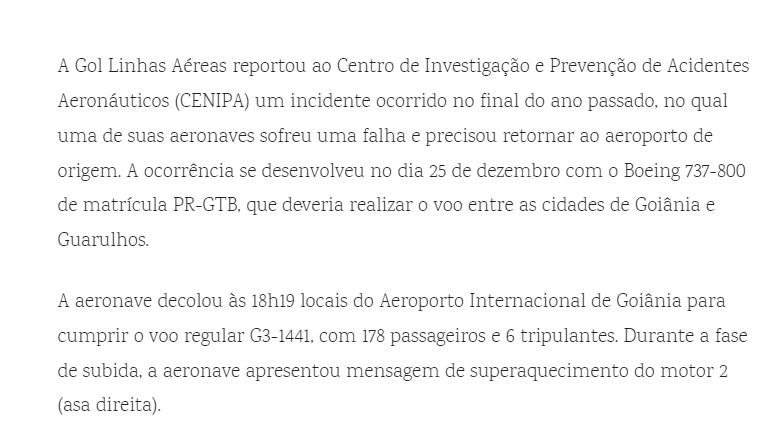 A Gol Linhas Aéreas reportou ao Centro de Investigação e Prevenção de Acidentes
Aeronáuticos (CENIPA) um incidente ocorrido no final do ano passado, no qual
uma de suas aeronaves sofreu uma falha e precisou retornar ao aeroporto de
origem. A ocorrência se desenvolveu no dia 25 de dezembro com o Boeing 737-800
de matrícula PR-GTB, que deveria realizar o voo entre as cidades de Goiânia e
Guarulhos.
A aeronave decolou às 18h19 locais do Aeroporto Internacional de Goiânia para
cumprir o voo regular G3-1441, com 178 passageiros e 6 tripulantes. Durante a fase
de subida, a aeronave apresentou mensagem de superaquecimento do motor 2
(asa direita).